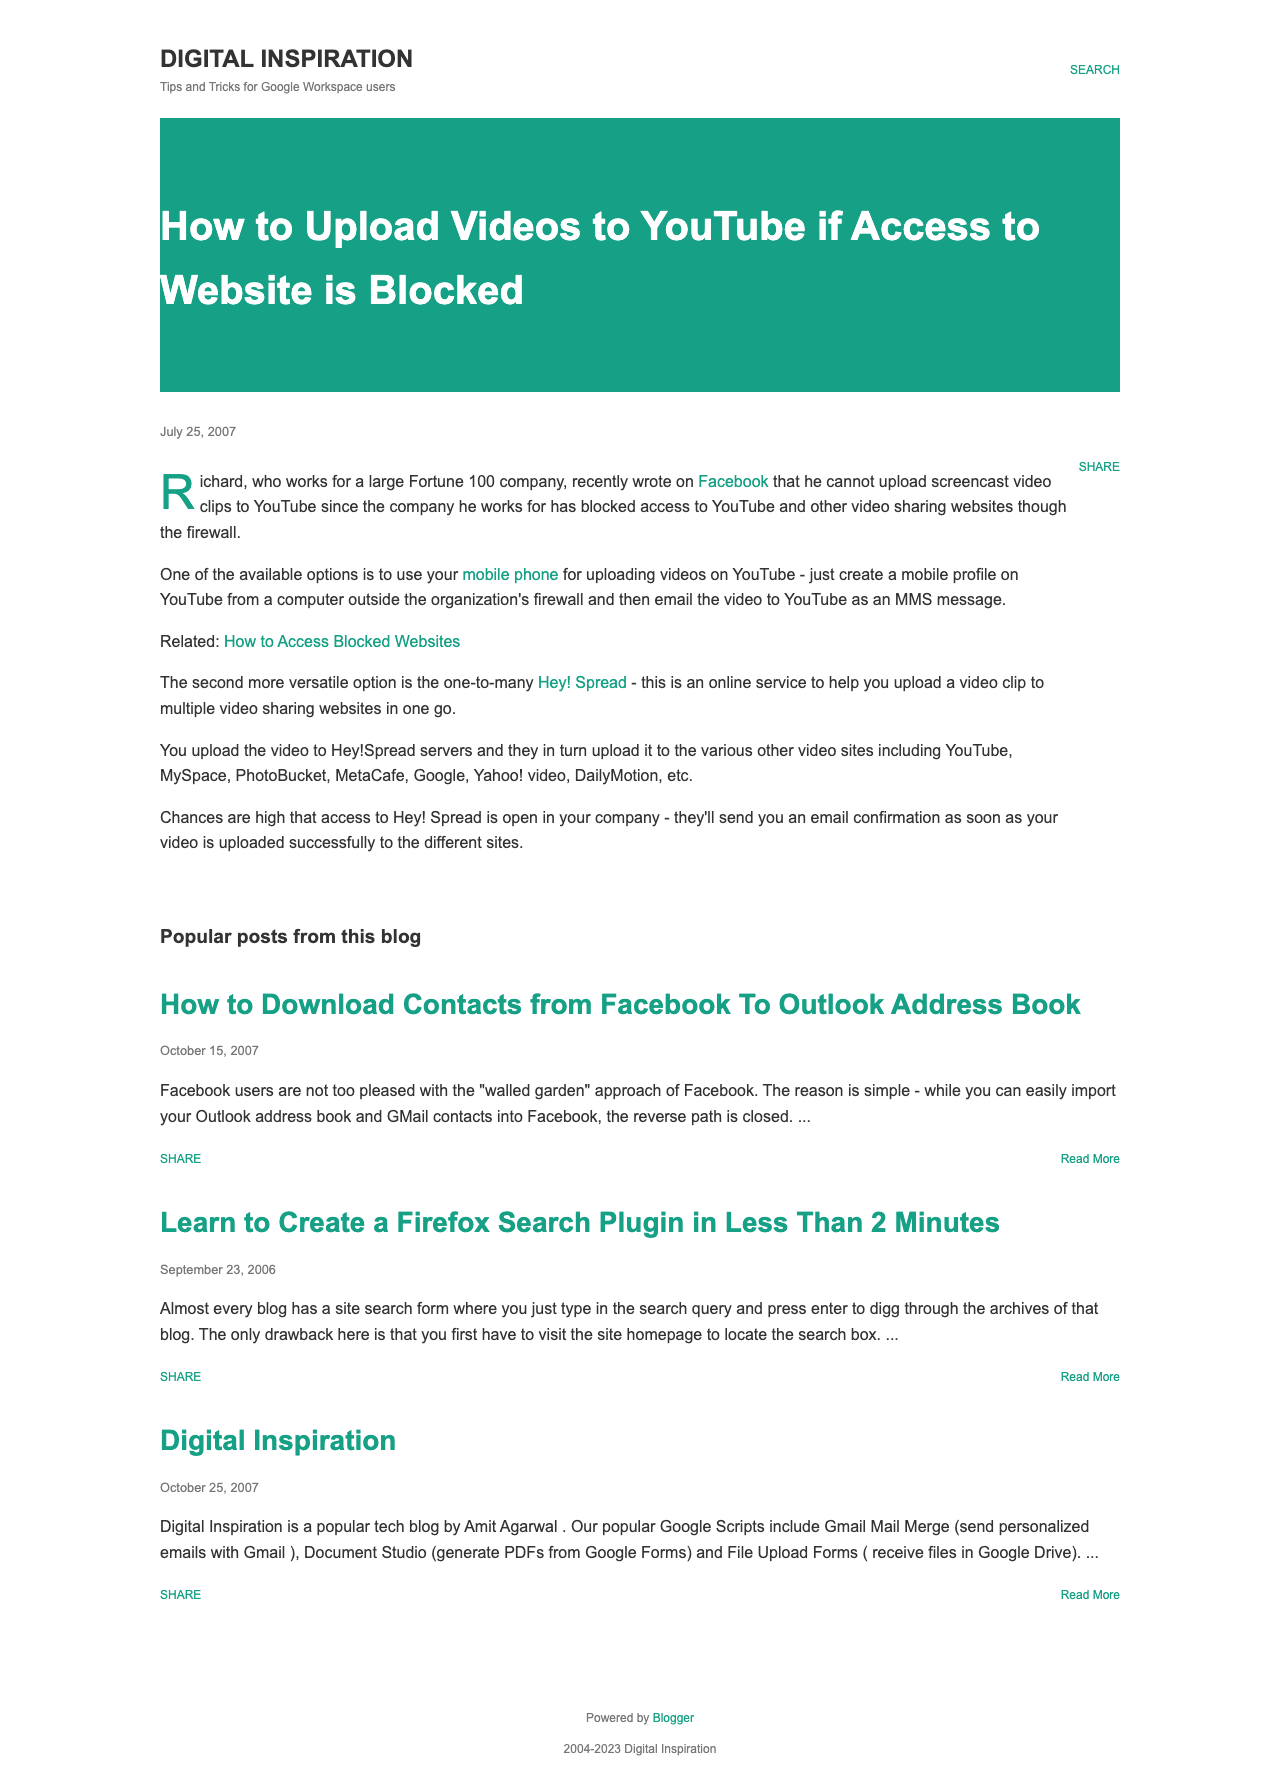 DIGITAL INSPIRATION
Tips and Tricks for Google Workspace users
SEARCH
How to Upload Videos to YouTube if Access to
Website is Blocked
July 25, 2007
SHARE
Richard, who works for a large Fortune 100 company, recently wrote on Facebook that he cannot upload screencast video
clips to YouTube since the company he works for has blocked access to YouTube and other video sharing websites though
the firewall.
One of the available options is to use your mobile phone for uploading videos on YouTube - just create a mobile profile on
YouTube from a computer outside the organization's firewall and then email the video to YouTube as an MMS message.
Related: How to Access Blocked Websites
The second more versatile option is the one-to-many Hey! Spread - this is an online service to help you upload a video clip to
multiple video sharing websites in one go.
You upload the video to Hey!Spread servers and they in turn upload it to the various other video sites including YouTube,
MySpace, PhotoBucket, MetaCafe, Google, Yahoo! video, DailyMotion, etc.
Chances are high that access to Hey! Spread is open in your company - they'll send you an email confirmation as soon as your
video is uploaded successfully to the different sites.
Popular posts from this blog
How to Download Contacts from Facebook To Outlook Address Book
October 15, 2007
Facebook users are not too pleased with the "walled garden" approach of Facebook. The reason is simple - while you can easily import
your Outlook address book and GMail contacts into Facebook, the reverse path is closed. ...
SHARE
Read More
Learn to Create a Firefox Search Plugin in Less Than 2 Minutes
September 23, 2006
Almost every blog has a site search form where you just type in the search query and press enter to digg through the archives of that
blog. The only drawback here is that you first have to visit the site homepage to locate the search box. ...
SHARE
Read More
Digital Inspiration
October 25, 2007
Digital Inspiration is a popular tech blog by Amit Agarwal . Our popular Google Scripts include Gmail Mail Merge (send personalized
emails with Gmail ), Document Studio (generate PDFs from Google Forms) and File Upload Forms ( receive files in Google Drive). ...
SHARE
Read More
Powered by Blogger
2004-2023 Digital Inspiration